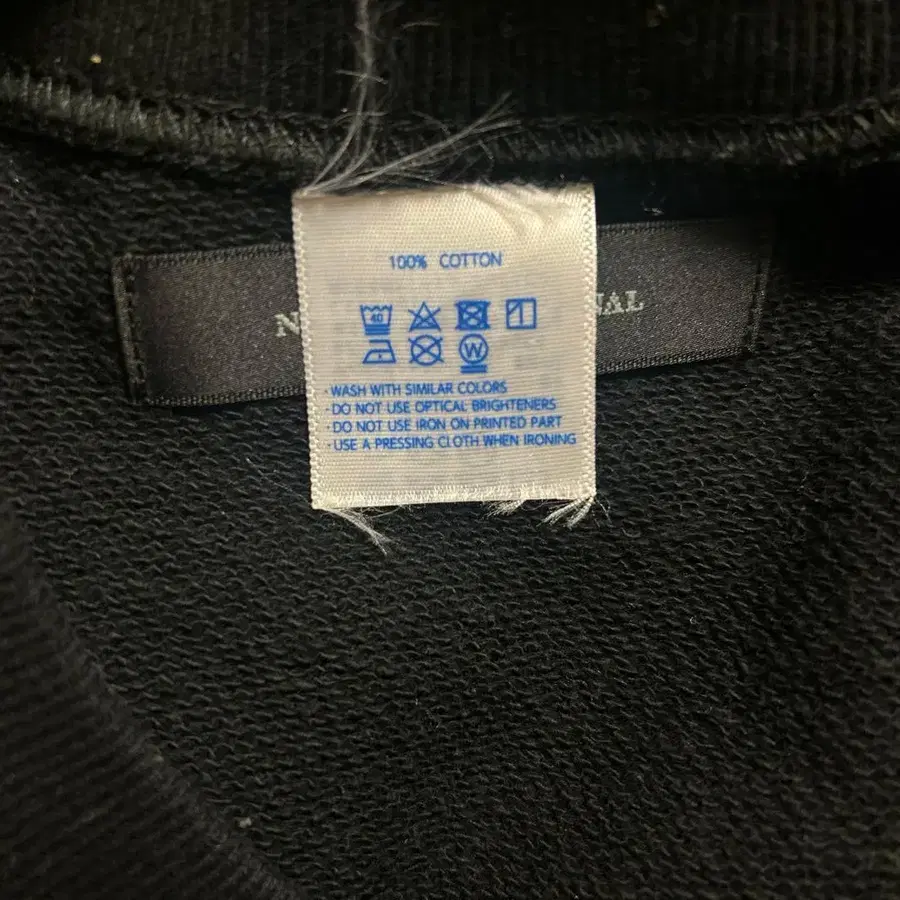 100% COTTON
40
W
· WASH WITH SIMILAR COLORS
· DO NOT USE OPTICAL BRIGHTENERS
· DO NOT USE IRON ON PRINTED PART
· USE A PRESSING CLOTH WHEN IRONING